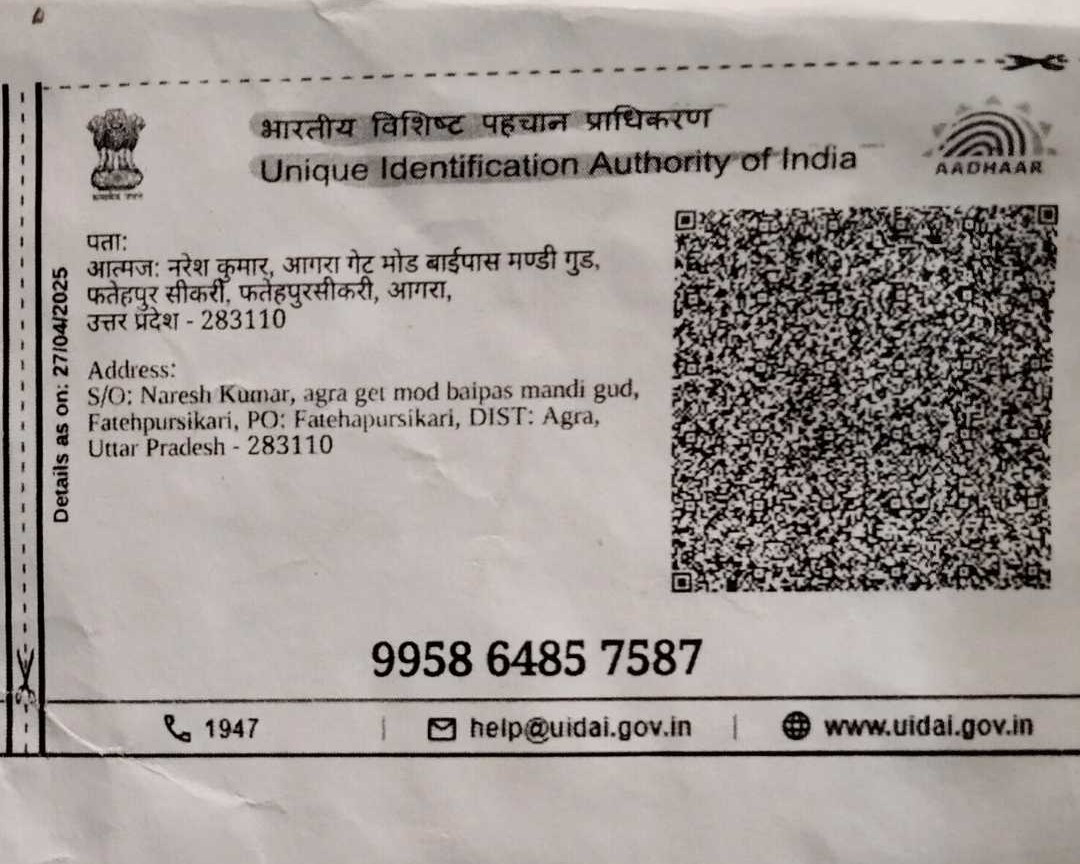 भारतीय विशिष्ट पहचान प्राधिकरण
Unique Identification Authority of India
AADHAAR
पता:
आत्मज: नरेश कुमार, आगरा गेट मोड बाईपास मण्डी गुड,
फतेहपुर सीकरी, फतेहपुरसीकरी, आगरा,
उत्तर प्रदेश - 283110
Address:
S/O: Naresh Kumar, agra get mod baipas mandi gud,
Fatehpursikari, PO: Fatehapursikari, DIST: Agra,
Uttar Pradesh - 283110
Details as on: 27/04/2025
9958 6485 7587
1947 | help@uidai.gov.in | www.uidai.gov.in